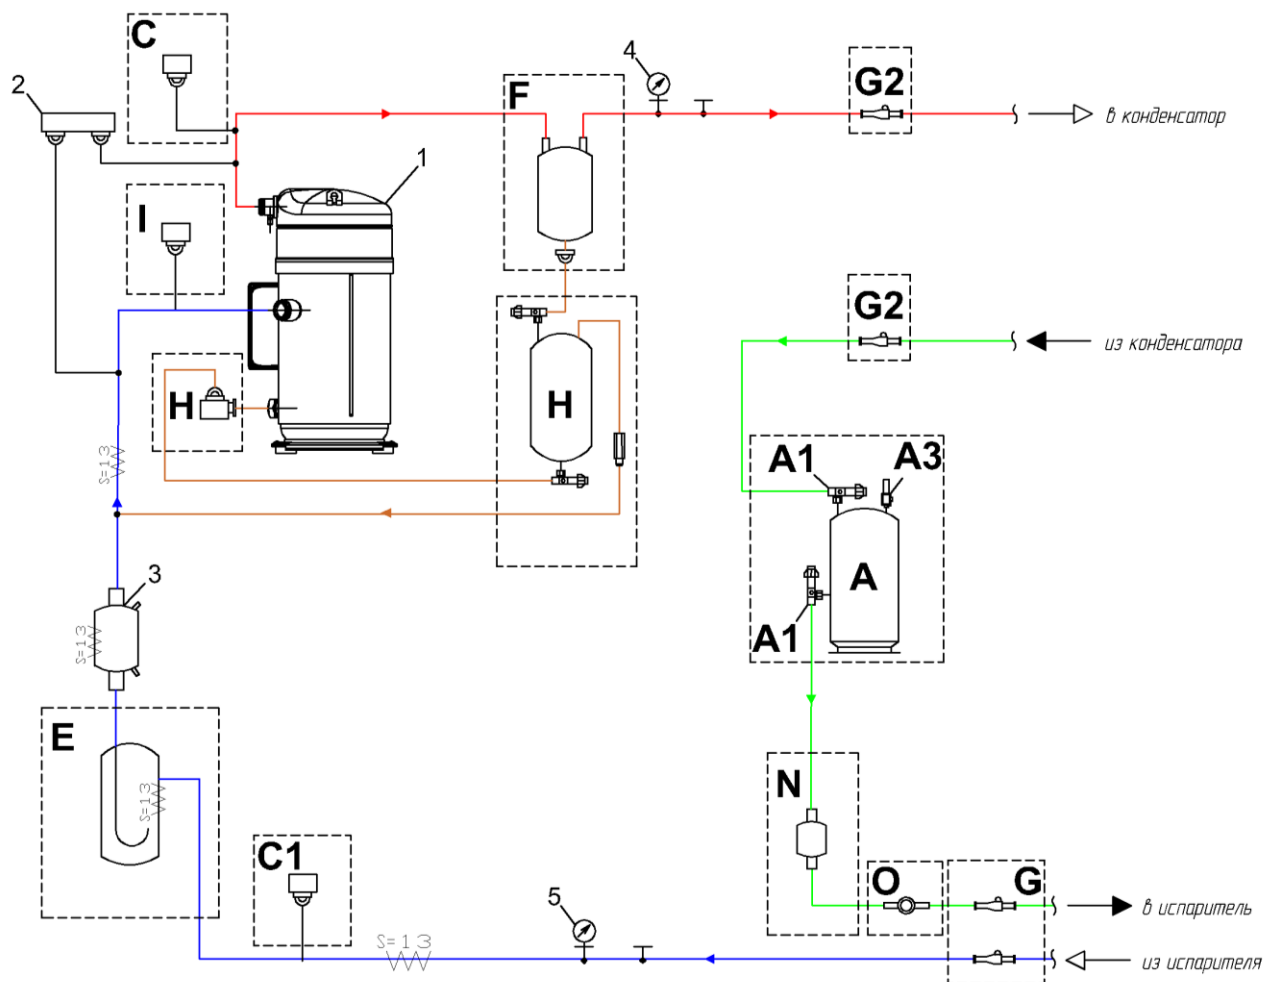 C
2
I
1
F
4
G2
в конденсатор
G2
из конденсатора
H
H
S=13
A1
A3
A
A1
3
S=13
E
S=13
N
C1
O
G
в испаритель
5
S=13
из испарителя